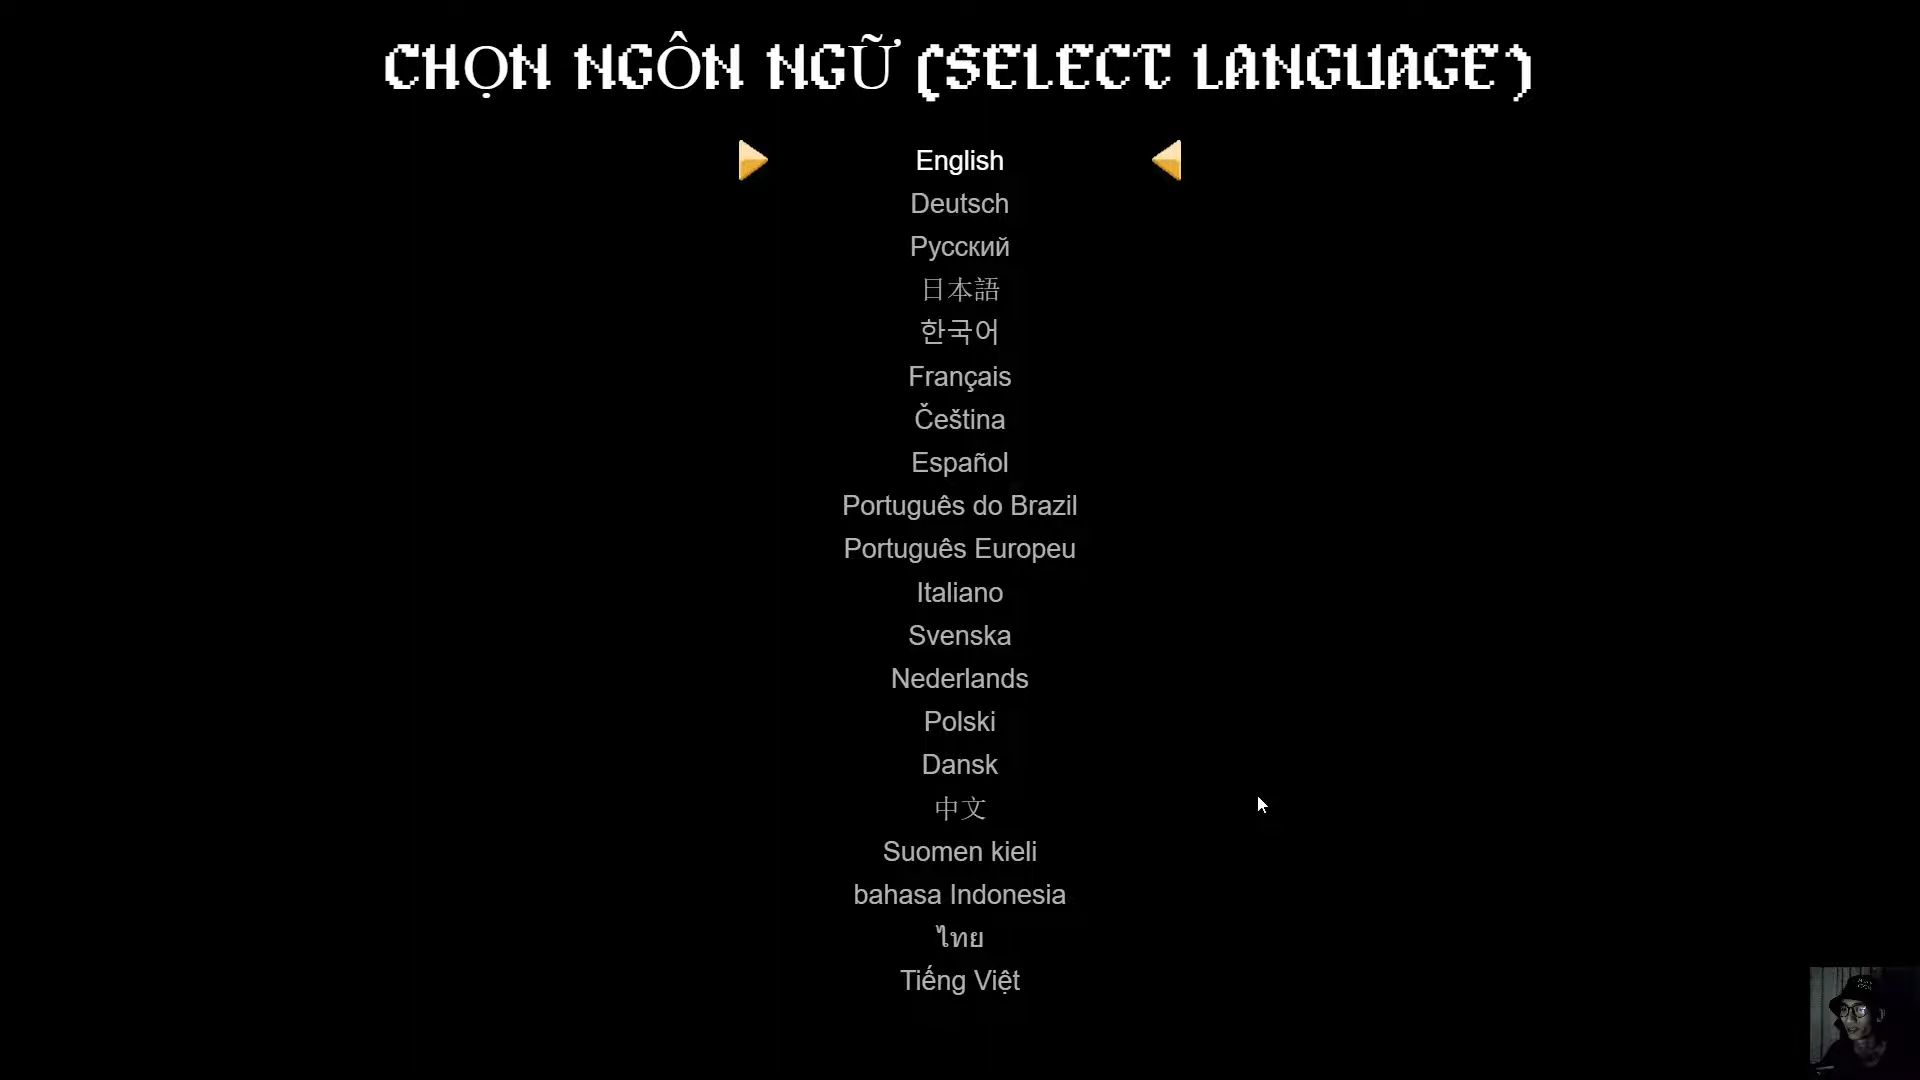 CHỌN NGÔN NGỮ (SELECT LANGUAGE)
English
Deutsch
Русский
日本語
한국어
Français
Čeština
Español
Português do Brazil
Português Europeu
Italiano
Svenska
Nederlands
Polski
Dansk
中文
Suomen kieli
bahasa Indonesia
ไทย
Tiếng Việt